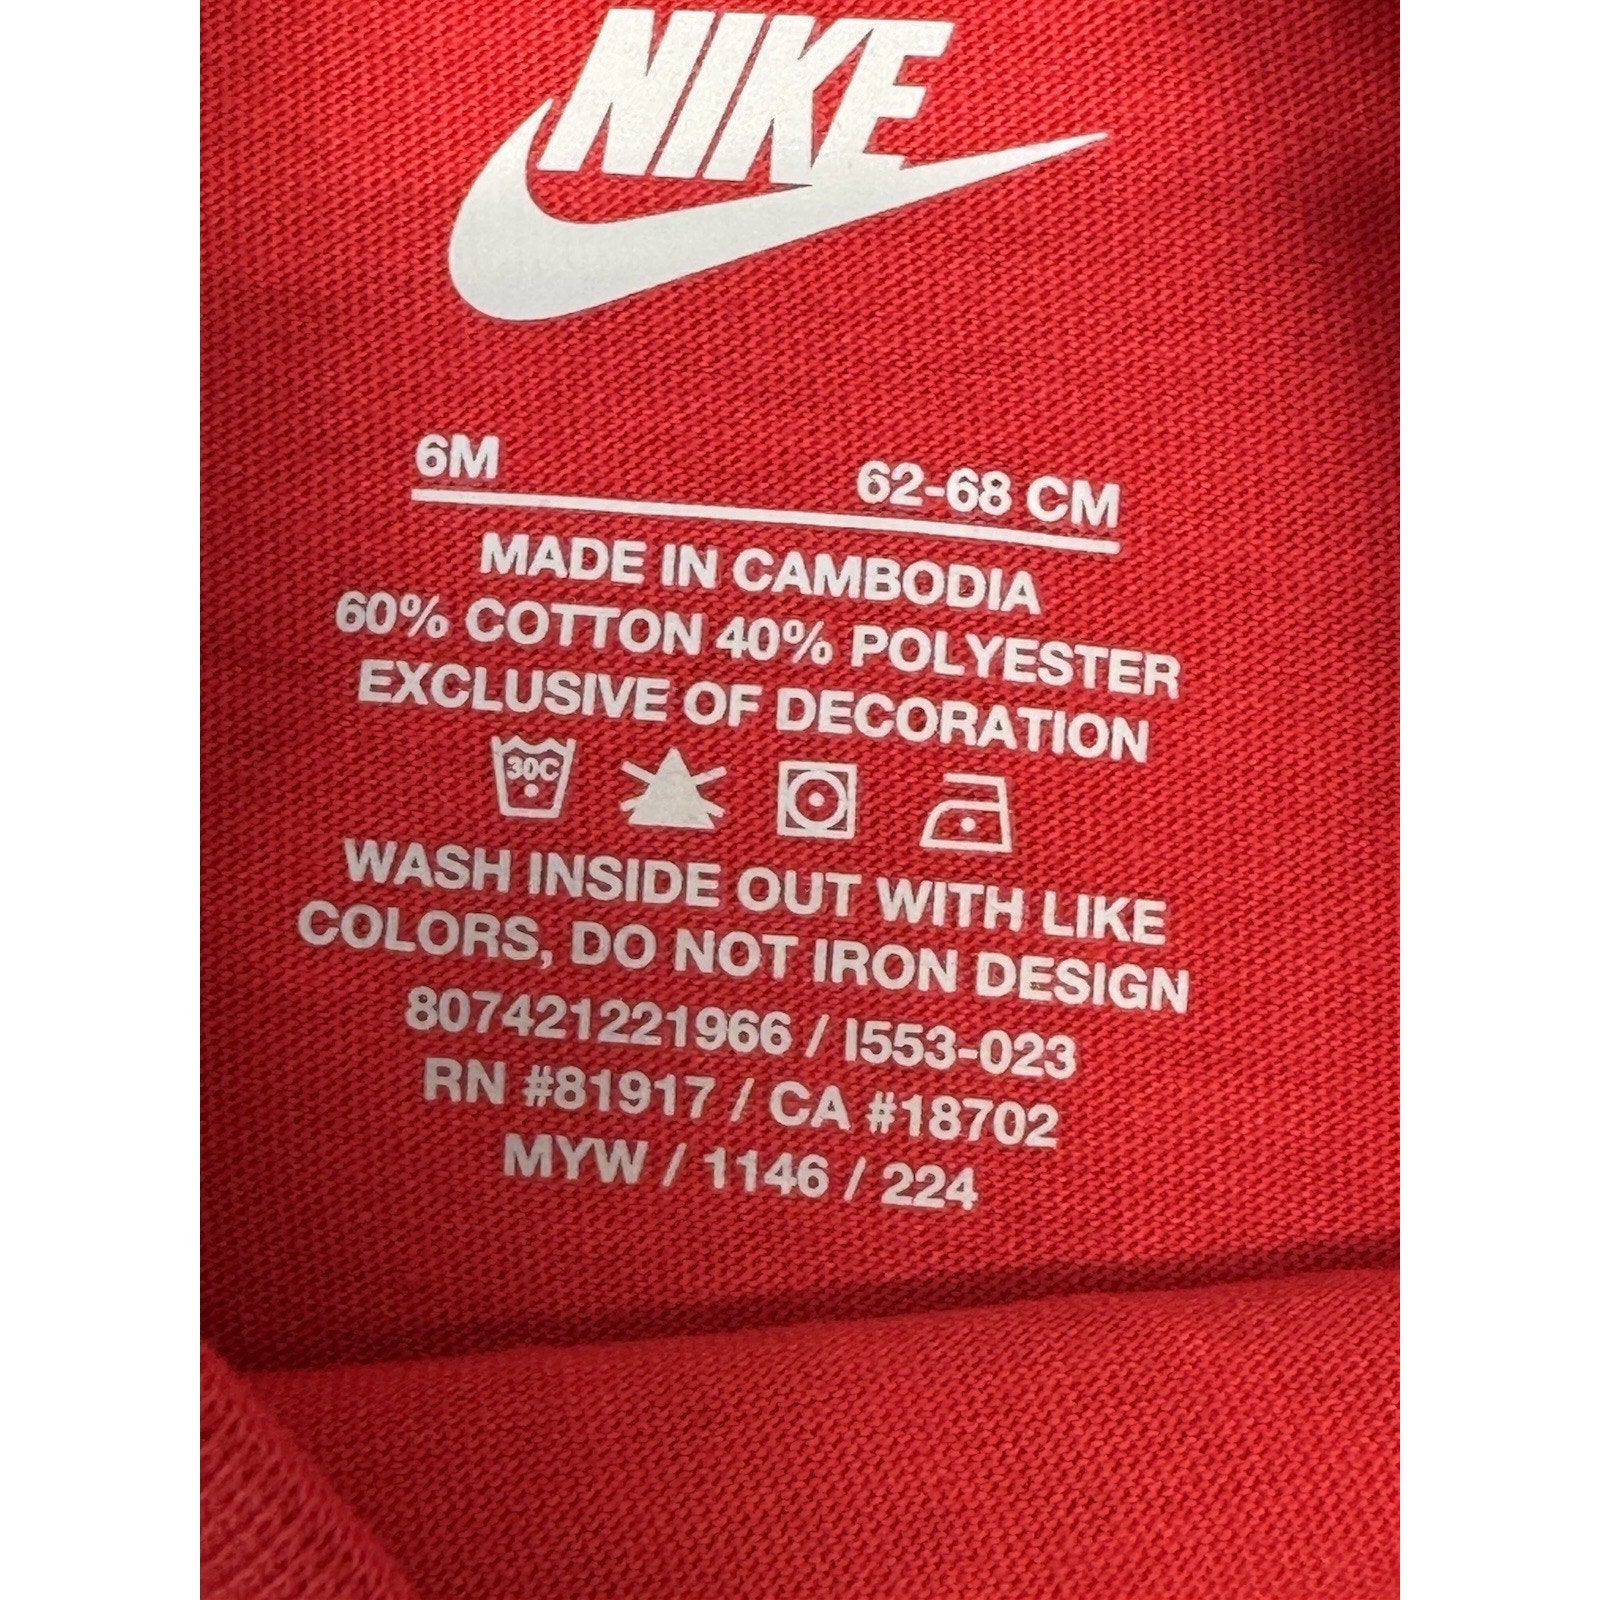 NIKE
6M 62-68 CM
MADE IN CAMBODIA
60% COTTON 40% POLYESTER
EXCLUSIVE OF DECORATION
30C
WASH INSIDE OUT WITH LIKE
COLORS, DO NOT IRON DESIGN
807421221966 / I553-023
RN #81917 / CA #18702
MYW / 1146 / 224